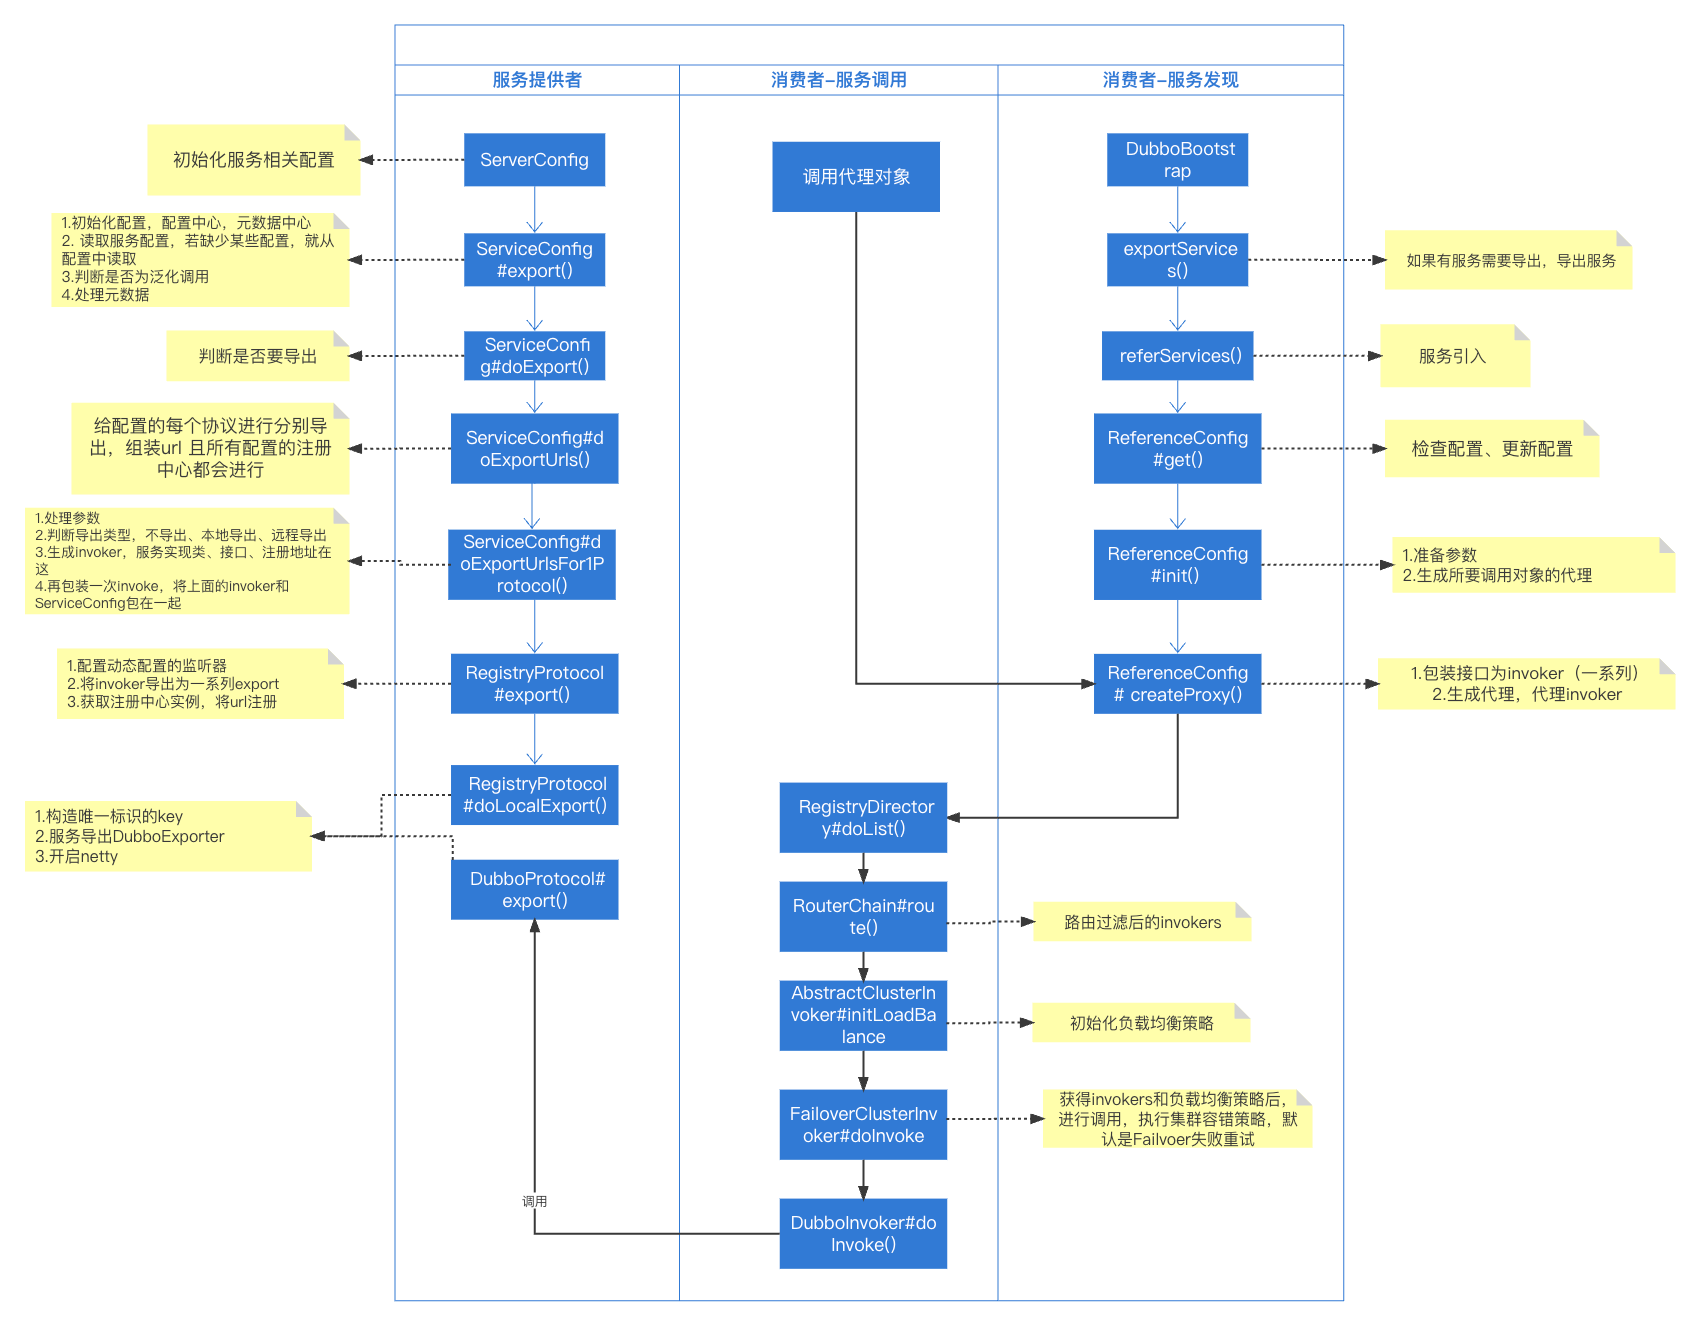 服务提供者
消费者-服务调用
消费者-服务发现
初始化服务相关配置
ServerConfig
调用代理对象
DubboBootst
rap
1.初始化配置，配置中心，元数据中心
2. 读取服务配置，若缺少某些配置，就从
配置中读取
3.判断是否为泛化调用
4.处理元数据
ServiceConfig
#export()
exportService
s()
如果有服务需要导出，导出服务
判断是否要导出
ServiceConfi
g#doExport()
referServices()
服务引入
给配置的每个协议进行分别导
出，组装url 且所有配置的注册
中心都会进行
ServiceConfig#d
oExportUrls()
ReferenceConfig
#get()
检查配置、更新配置
1.处理参数
2.判断导出类型，不导出、本地导出、远程导出
3.生成invoker，服务实现类、接口、注册地址在
这
4.再包装一次invoke，将上面的invoker和
ServiceConfig包在一起
ServiceConfig#d
oExportUrlsFor1P
rotocol()
ReferenceConfig
#init()
1.准备参数
2.生成所要调用对象的代理
1.配置动态配置的监听器
2.将invoker导出为一系列export
3.获取注册中心实例，将url注册
RegistryProtocol
#export()
ReferenceConfig
# createProxy()
1.包装接口为invoker（一系列）
2.生成代理，代理invoker
RegistryProtocol
#doLocalExport()
RegistryDirector
y#doList()
1.构造唯一标识的key
2.服务导出DubboExporter
3.开启netty
DubboProtocol#
export()
RouterChain#rou
te()
路由过滤后的invokers
AbstractClusterIn
voker#initLoadBa
lance
初始化负载均衡策略
FailoverClusterInv
oker#doInvoke
获得invokers和负载均衡策略后，
进行调用，执行集群容错策略，默
认是Failvoer失败重试
调用
DubboInvoker#do
Invoke()